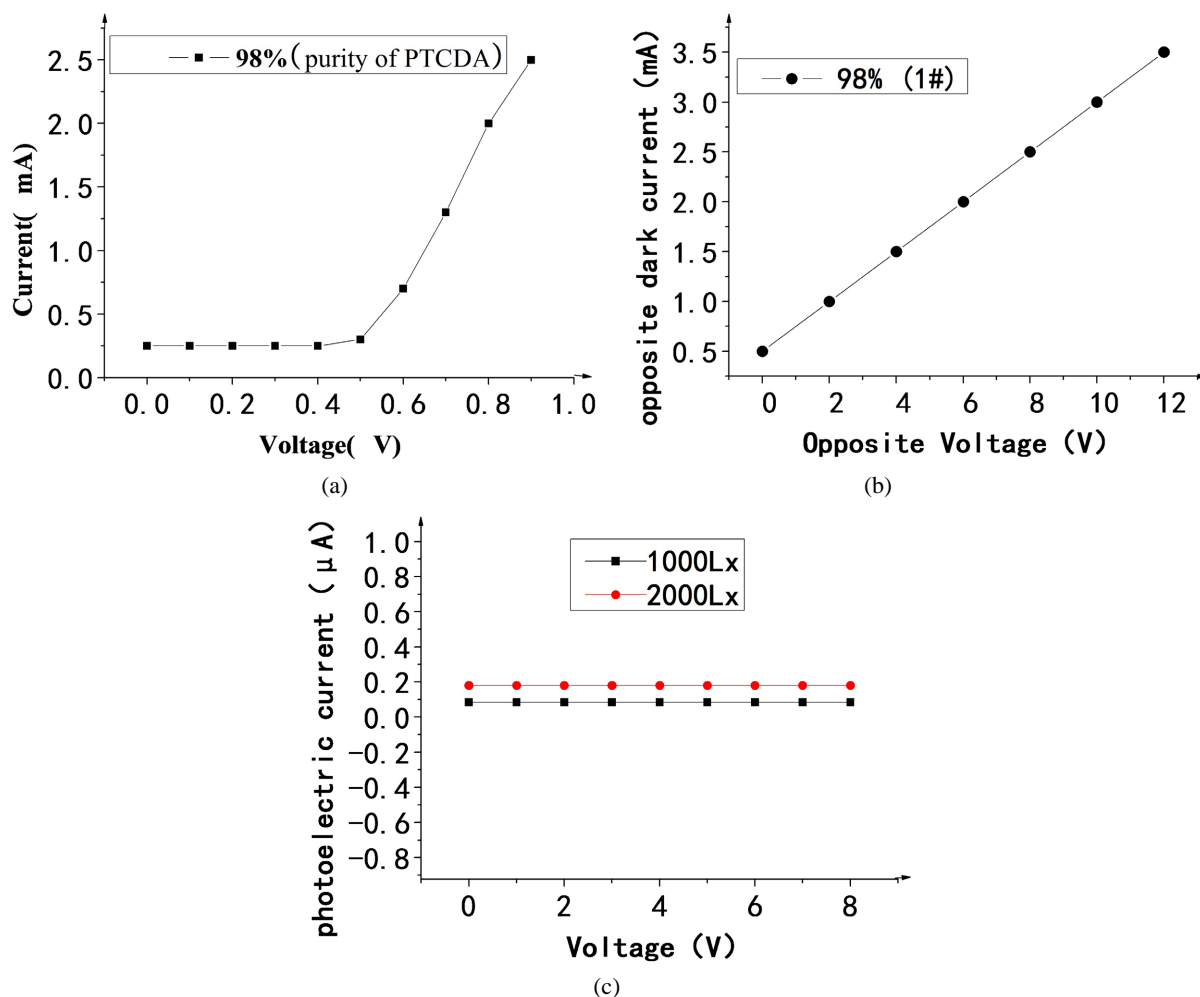 Current( mA)
2.5
2.0
1.5
1.0
0.5
0.0
98%(purity of PTCDA)
0.0 0.2 0.4 0.6 0.8 1.0
Voltage( V)
(a)
opposite dark current (mA)
3.5
3.0
2.5
2.0
1.5
1.0
0.5
98% (1#)
0 2 4 6 8 10 12
Opposite Voltage (V)
(b)
photoelectric current (μA)
1.0
0.8
0.6
0.4
0.2
0.0
−0.2
−0.4
−0.6
−0.8
1000Lx
2000Lx
0 2 4 6 8
Voltage (V)
(c)